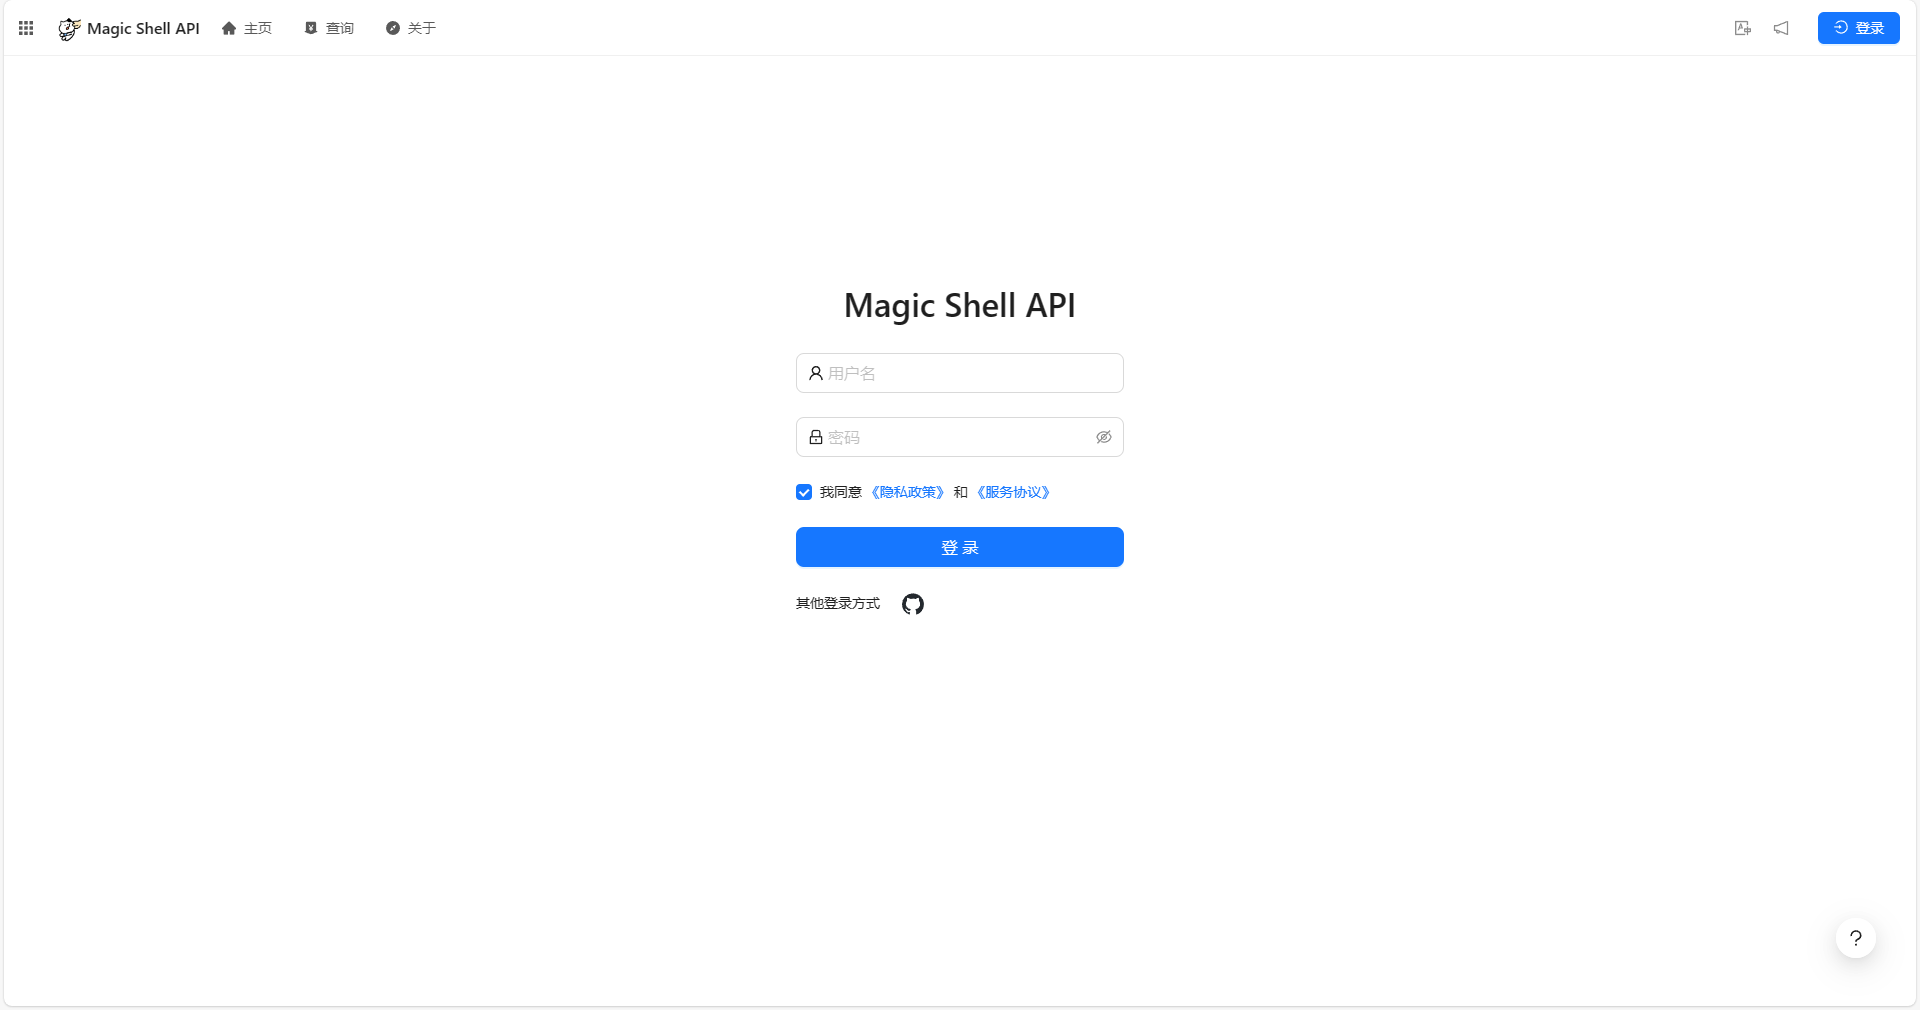 Magic Shell API 主页 查询 关于 登录
Magic Shell API
用户名
密码
我同意 《隐私政策》 和 《服务协议》
登 录
其他登录方式
?